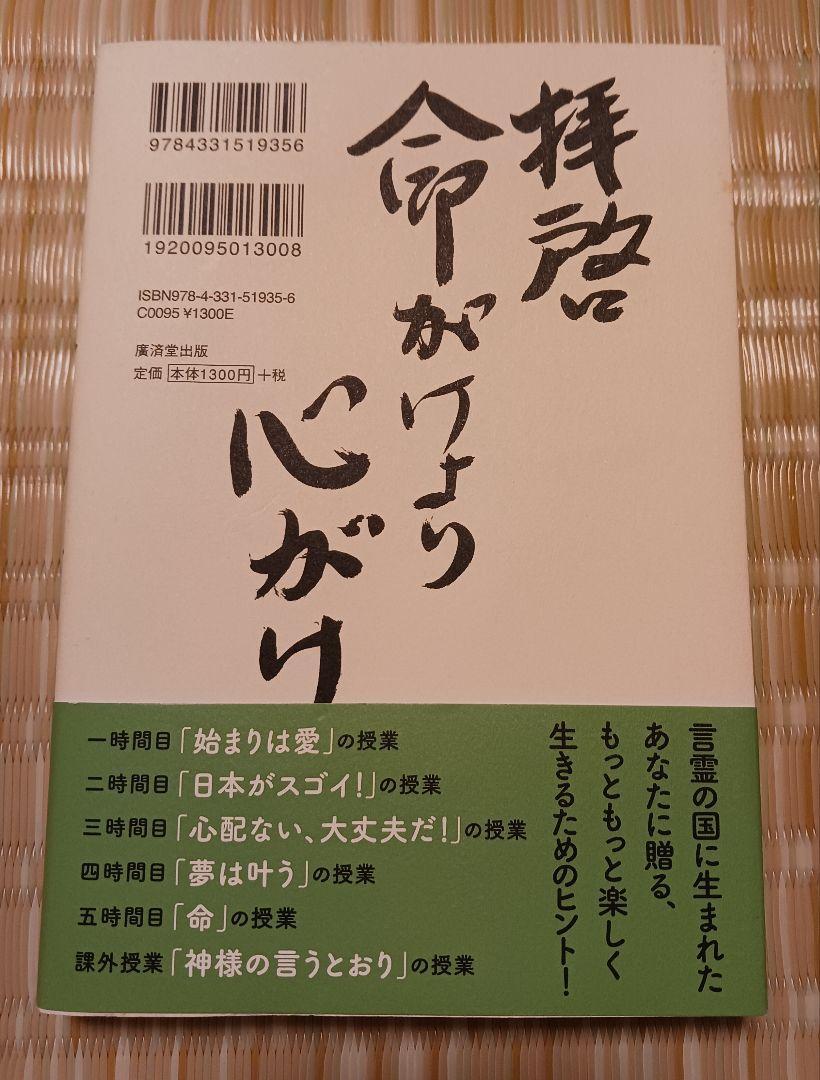 拝啓
命がけより
心がけ
9784331519356
1920095013008
ISBN978-4-331-51935-6
C0095 ¥1300E
廣済堂出版
定価 本体1300円 +税
言霊の国に生まれた
あなたに贈る、
もっともっと楽しく
生きるためのヒント！
一時間目「始まりは愛」の授業
二時間目「日本がスゴイ！」の授業
三時間目「心配ない、大丈夫だ！」の授業
四時間目「夢は叶う」の授業
五時間目「命」の授業
課外授業「神様の言うとおり」の授業